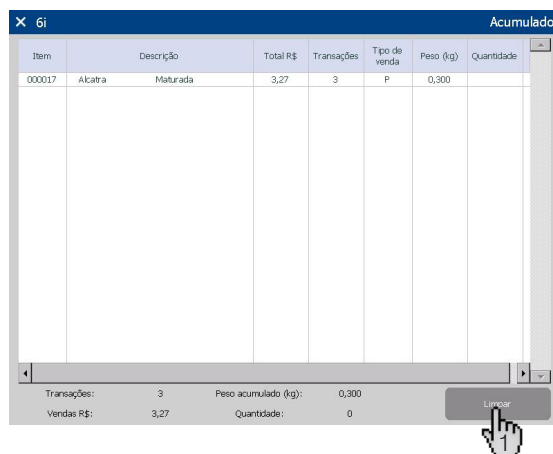 6i Acumulado
Item Descrição Total R$ Transações Tipo de venda Peso (kg) Quantidade
000017 Alcatra Maturada 3,27 3 P 0,300
Transações: 3 Peso acumulado (kg): 0,300
Vendas R$: 3,27 Quantidade: 0
Limpar
1